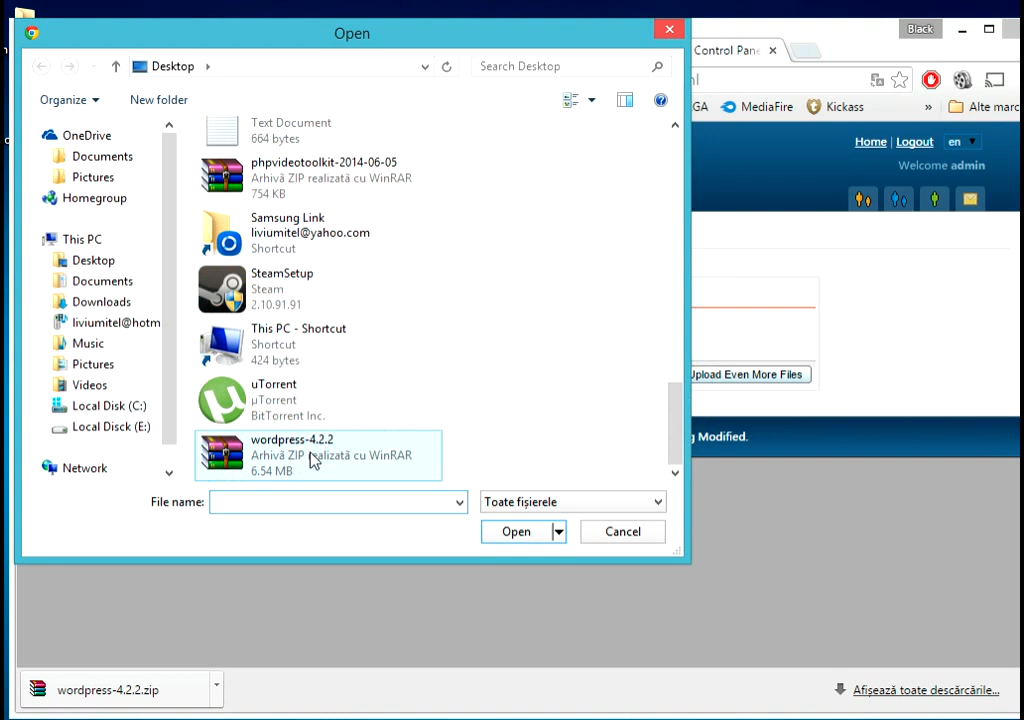 Open
Black
Control Pane
Desktop
Search Desktop
Organize
New folder
GA
MediaFire
Kickass
»
Alte marc
Home | Logout
en
Welcome admin
OneDrive
Documents
Pictures
Homegroup
This PC
Desktop
Documents
Downloads
liviumitel@hotm
Music
Pictures
Videos
Local Disk (C:)
Local Disck (E:)
Network
Text Document
664 bytes
phpvideotoolkit-2014-06-05
Arhivă ZIP realizată cu WinRAR
754 KB
Samsung Link
liviumitel@yahoo.com
Shortcut
SteamSetup
Steam
2.10.91.91
This PC - Shortcut
Shortcut
424 bytes
uTorrent
µTorrent
BitTorrent Inc.
wordpress-4.2.2
Arhivă ZIP realizată cu WinRAR
6.54 MB
Upload Even More Files
g Modified.
File name:
Toate fișierele
Open
Cancel
wordpress-4.2.2.zip
Afișează toate descărcările...